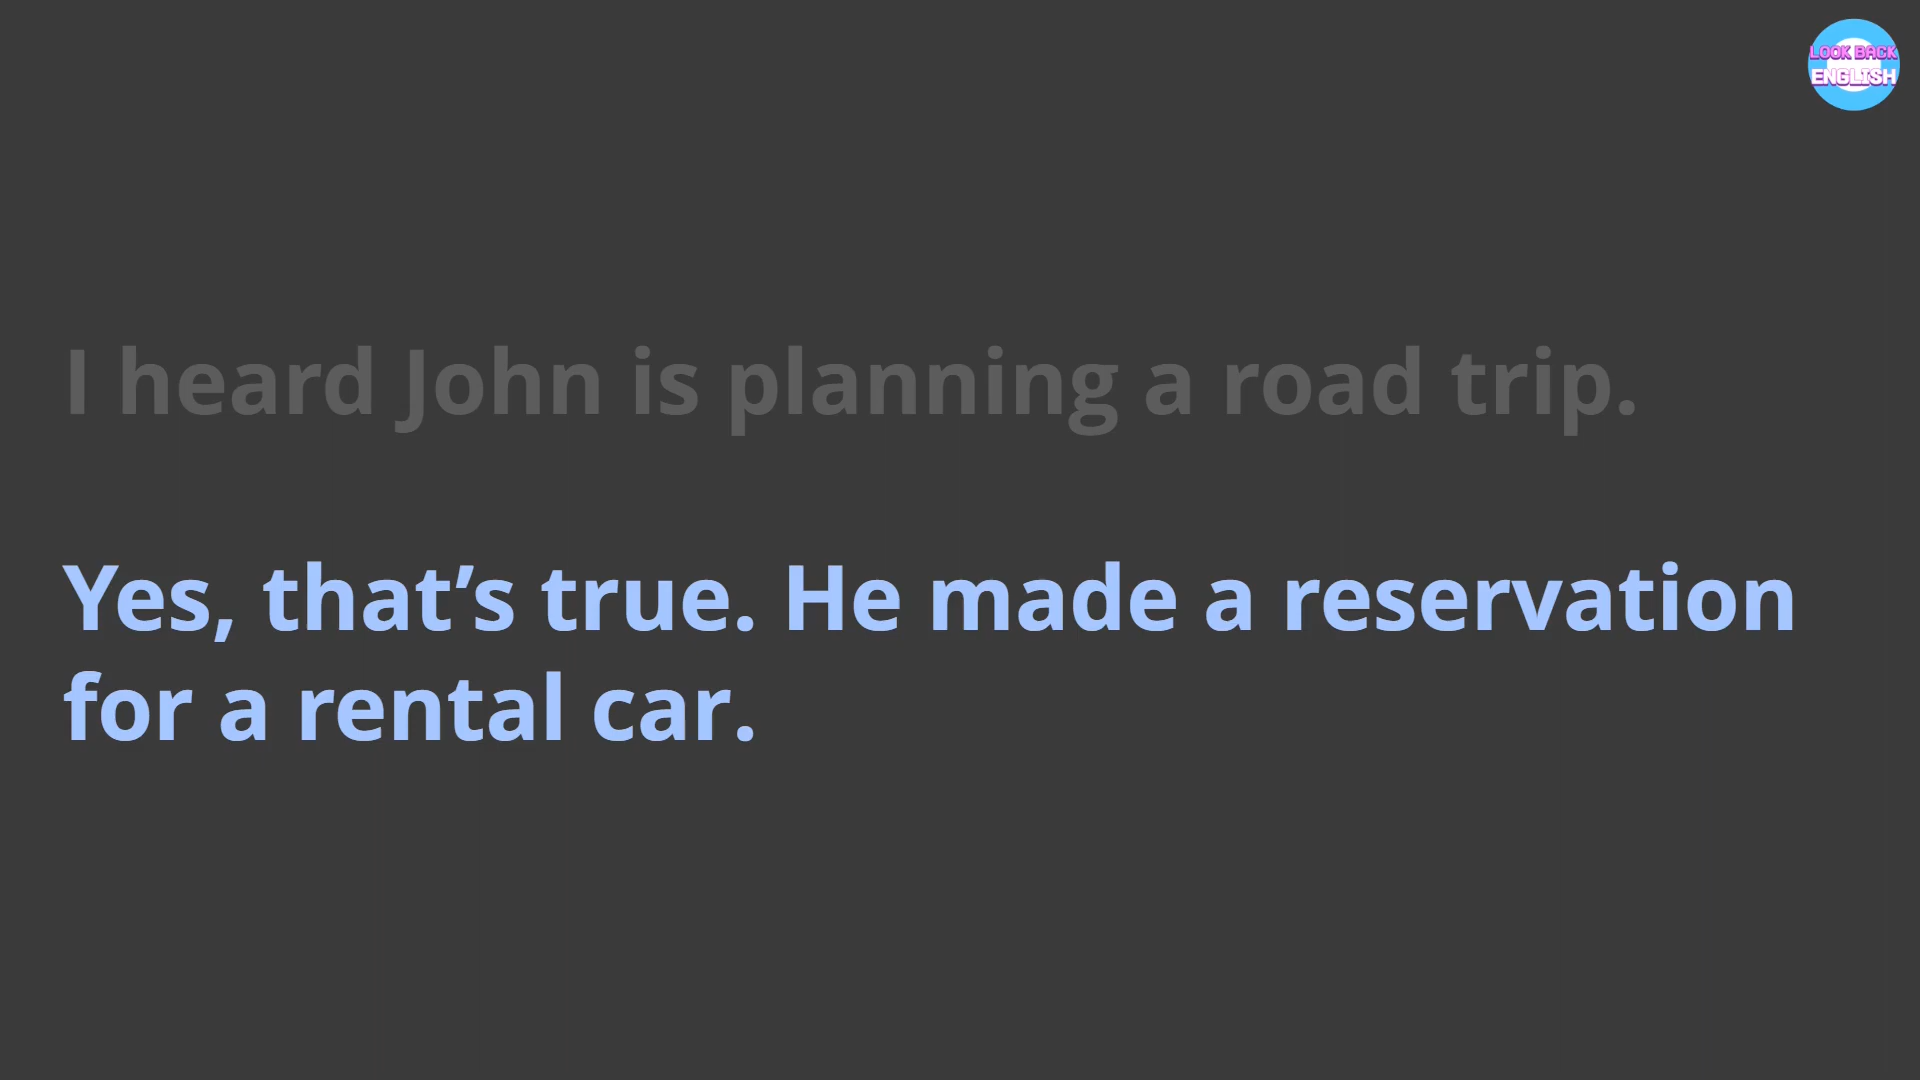 LOOK BACK
ENGLISH
I heard John is planning a road trip.
Yes, that’s true. He made a reservation
for a rental car.